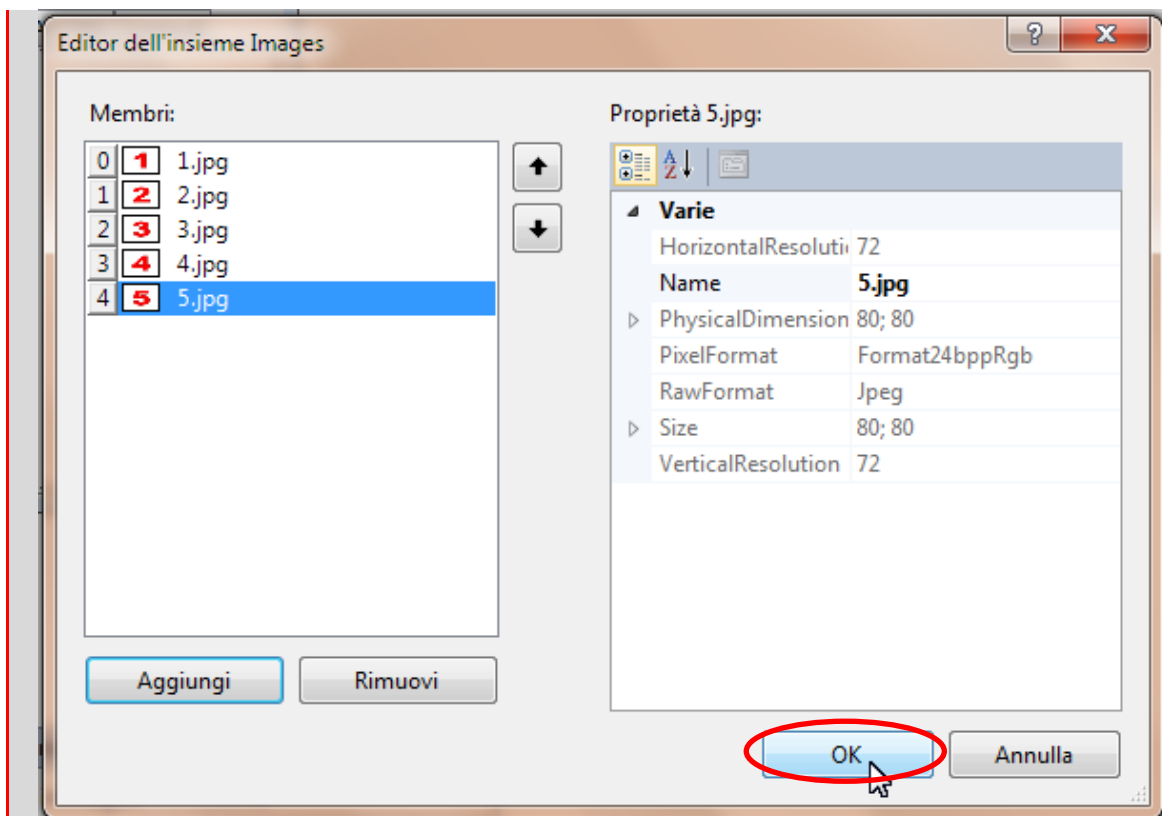 Editor dell'insieme Images
Membri:
0 1 1.jpg
1 2 2.jpg
2 3 3.jpg
3 4 4.jpg
4 5 5.jpg
Aggiungi Rimuovi
Proprietà 5.jpg:
Varie
HorizontalResoluti 72
Name 5.jpg
PhysicalDimension 80; 80
PixelFormat Format24bppRgb
RawFormat Jpeg
Size 80; 80
VerticalResolution 72
OK Annulla